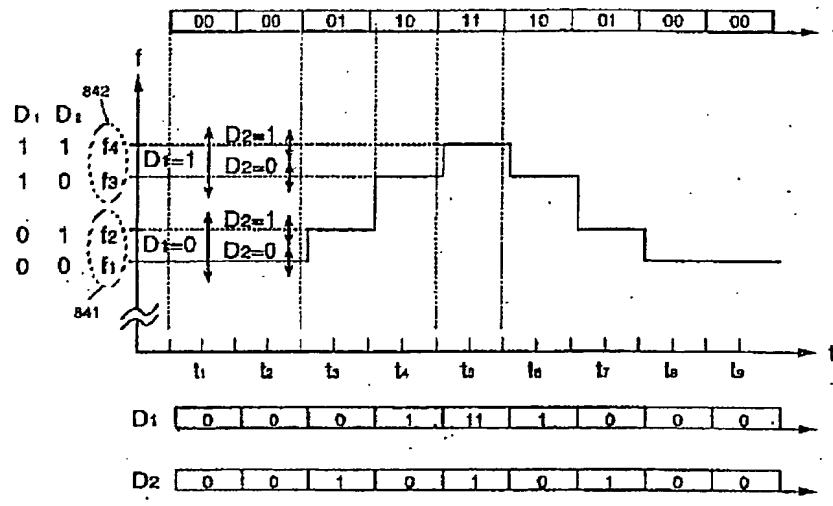 00 00 01 10 11 10 01 00 00
f
842
D1 D2
1 1 f4 D1=1 D2=1
1 0 f3 D2=0
0 1 f2 D1=0 D2=1
0 0 f1 D2=0
841
t
t1 t2 t3 t4 t5 t6 t7 t8 t9
D1 0 0 0 1 11 1 0 0 0
D2 0 0 1 0 1 0 1 0 0